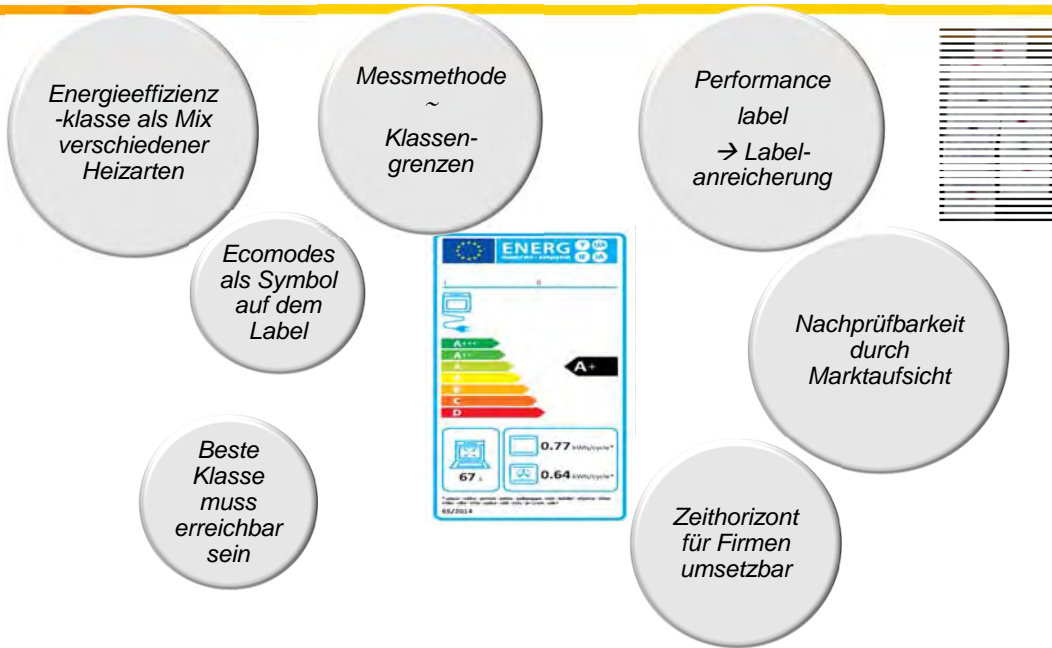 Energieeffizienz
-klasse als Mix
verschiedener
Heizarten
Messmethode
~
Klassen-
grenzen
Performance
label
→ Label-
anreicherung
Ecomodes
als Symbol
auf dem
Label
ENERG
A+++
A++
A+
D
A+
67 L
0.77 kWh/cycle*
0.64 kWh/cycle*
65/2014
Nachprüfbarkeit
durch
Marktaufsicht
Beste
Klasse
muss
erreichbar
sein
Zeithorizont
für Firmen
umsetzbar